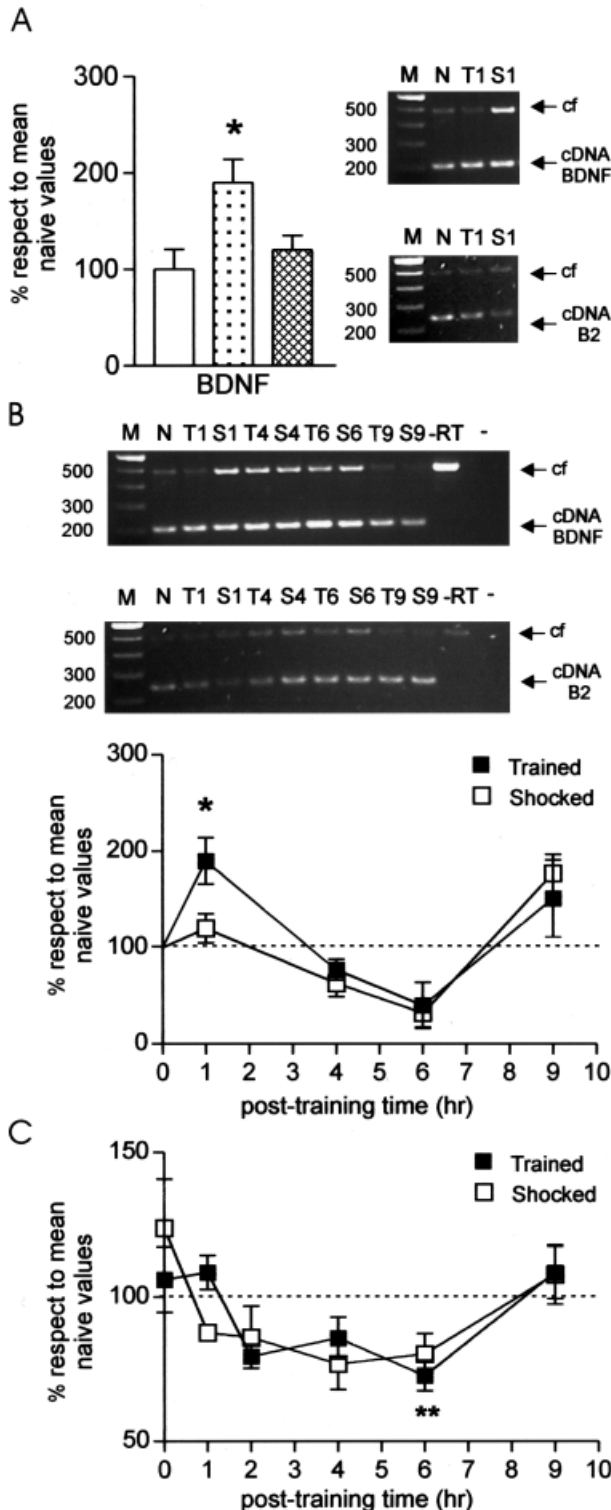 A
% respect to mean
naive values
300
200
100
0
*
BDNF
M N T1 S1
500
300
200
cf
cDNA
BDNF
M N T1 S1
500
300
200
cf
cDNA
B2
B
M N T1 S1 T4 S4 T6 S6 T9 S9 -RT -
500
300
200
cf
cDNA
BDNF
M N T1 S1 T4 S4 T6 S6 T9 S9 -RT -
500
300
200
cf
cDNA
B2
% respect to mean
naive values
300
200
100
0
*
Trained
Shocked
0 1 2 3 4 5 6 7 8 9 10
post-training time (hr)
C
% respect to mean
naive values
150
100
50
Trained
Shocked
**
0 1 2 3 4 5 6 7 8 9 10
post-training time (hr)